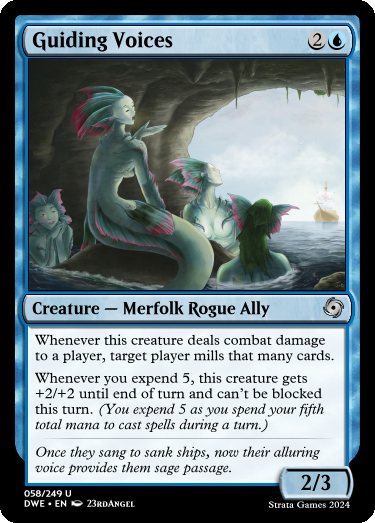 Guiding Voices 2
Creature — Merfolk Rogue Ally
Whenever this creature deals combat damage
to a player, target player mills that many cards.
Whenever you expend 5, this creature gets
+2/+2 until end of turn and can't be blocked
this turn. (You expend 5 as you spend your fifth
total mana to cast spells during a turn.)
Once they sang to sank ships, now their alluring
voice provides them sage passage.
2/3
058/249 U
DWE • EN 23RDANGEL
Strata Games 2024